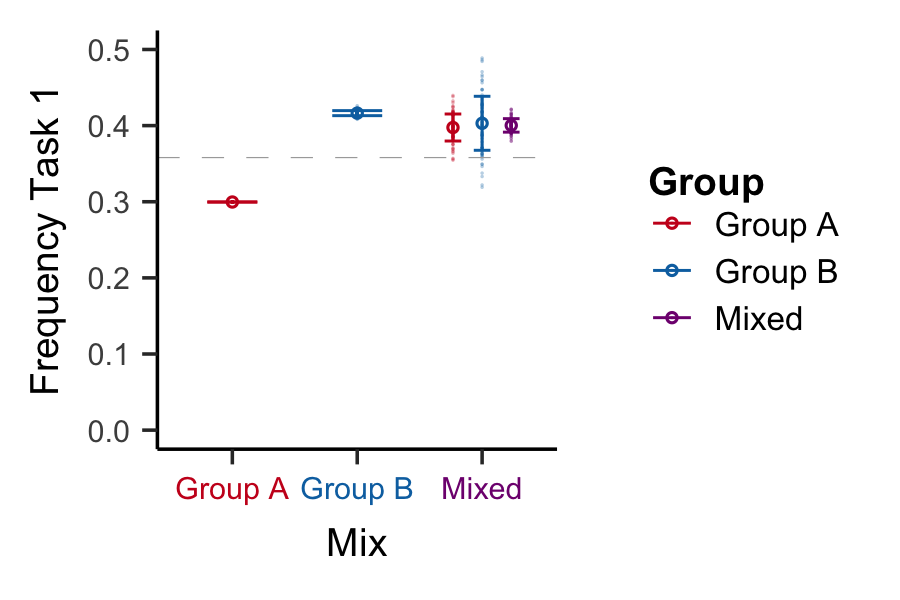 0.5
0.4
0.3
0.2
0.1
0.0
Frequency Task 1
Group A Group B Mixed
Mix
Group
Group A
Group B
Mixed